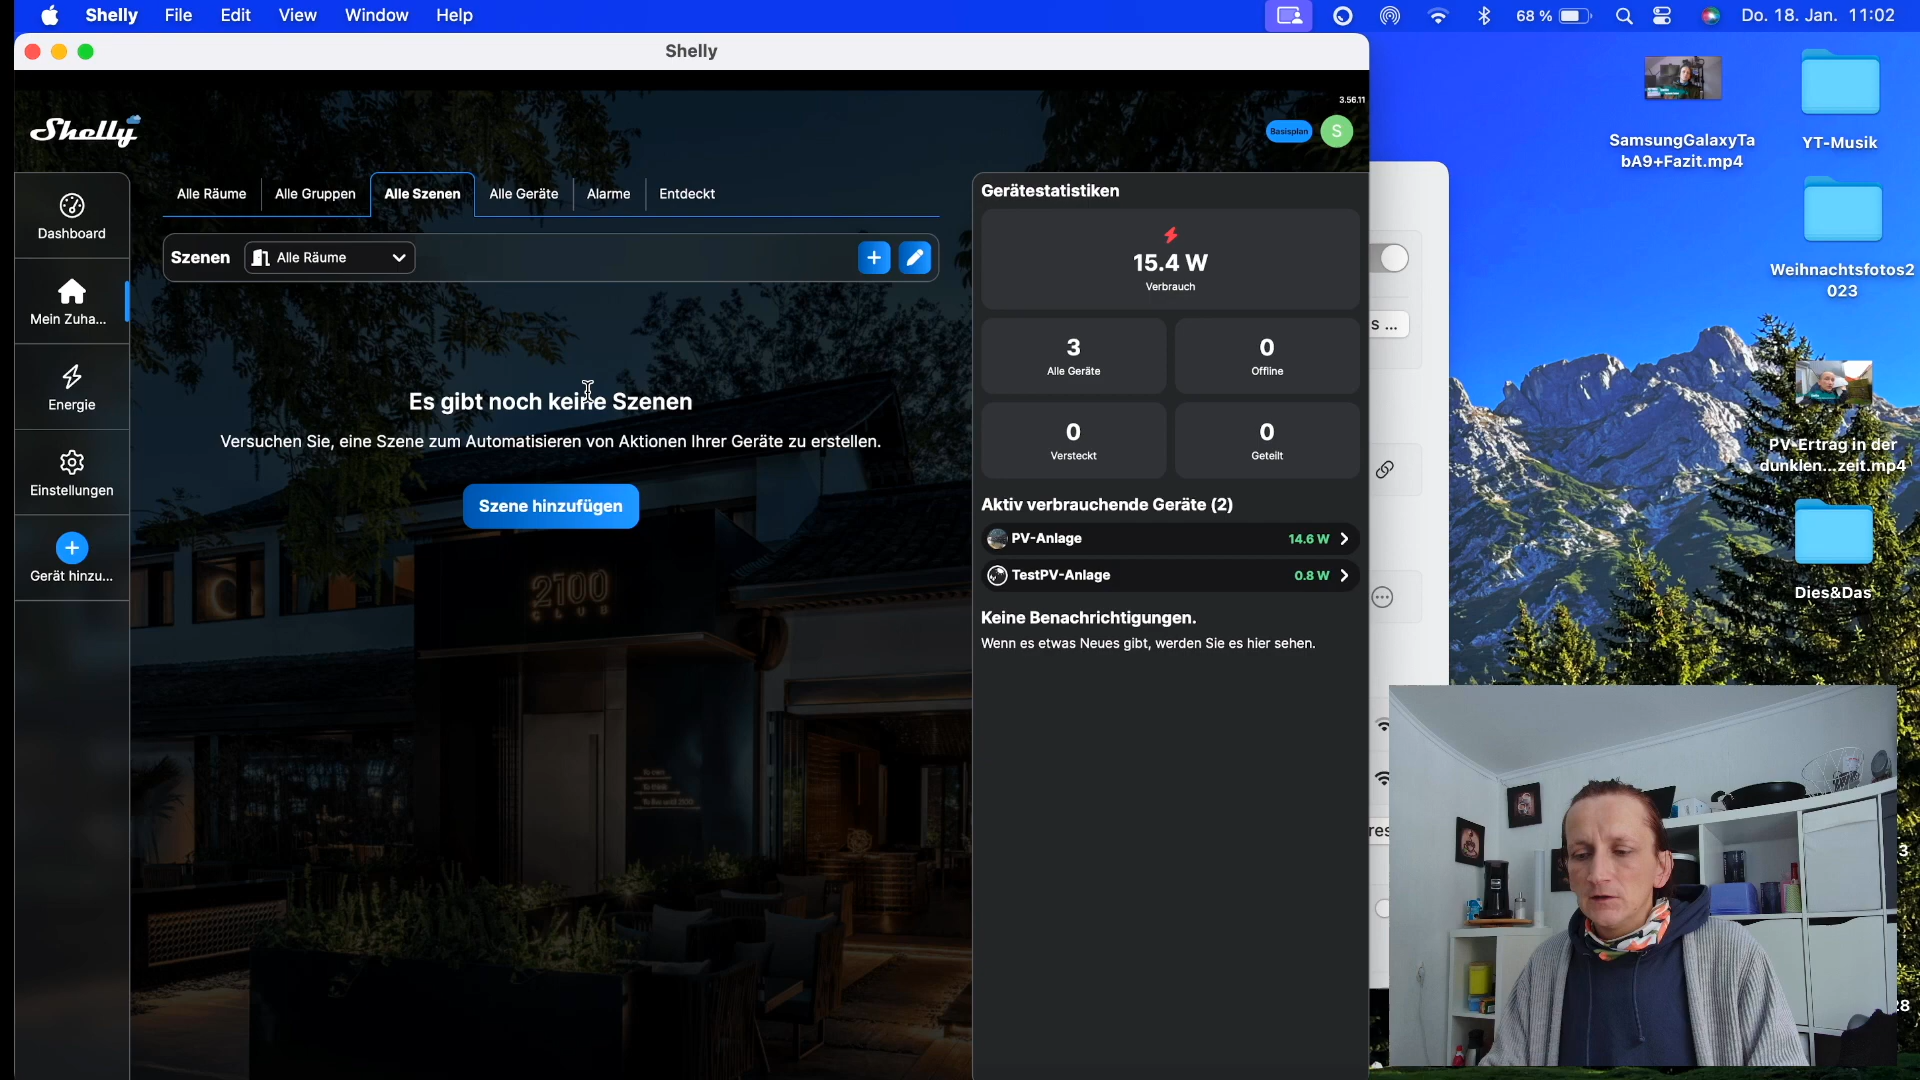 Shelly File Edit View Window Help
68 %
Do. 18. Jan. 11:02
Shelly
3.56.11
Shelly
Basisplan
S
Dashboard
Mein Zuha...
Energie
Einstellungen
Gerät hinzu...
Alle Räume
Alle Gruppen
Alle Szenen
Alle Geräte
Alarme
Entdeckt
Szenen
Alle Räume
Es gibt noch keine Szenen
Versuchen Sie, eine Szene zum Automatisieren von Aktionen Ihrer Geräte zu erstellen.
Szene hinzufügen
2100
CLUB
Gerätestatistiken
15.4 W
Verbrauch
3
Alle Geräte
0
Offline
0
Versteckt
0
Geteilt
Aktiv verbrauchende Geräte (2)
PV-Anlage
14.6 W
TestPV-Anlage
0.8 W
Keine Benachrichtigungen.
Wenn es etwas Neues gibt, werden Sie es hier sehen.
s ...
res
SamsungGalaxyTa
bA9+Fazit.mp4
YT-Musik
Weihnachtsfotos2
023
PV-Ertrag in der
dunklen...zeit.mp4
Dies&Das
3